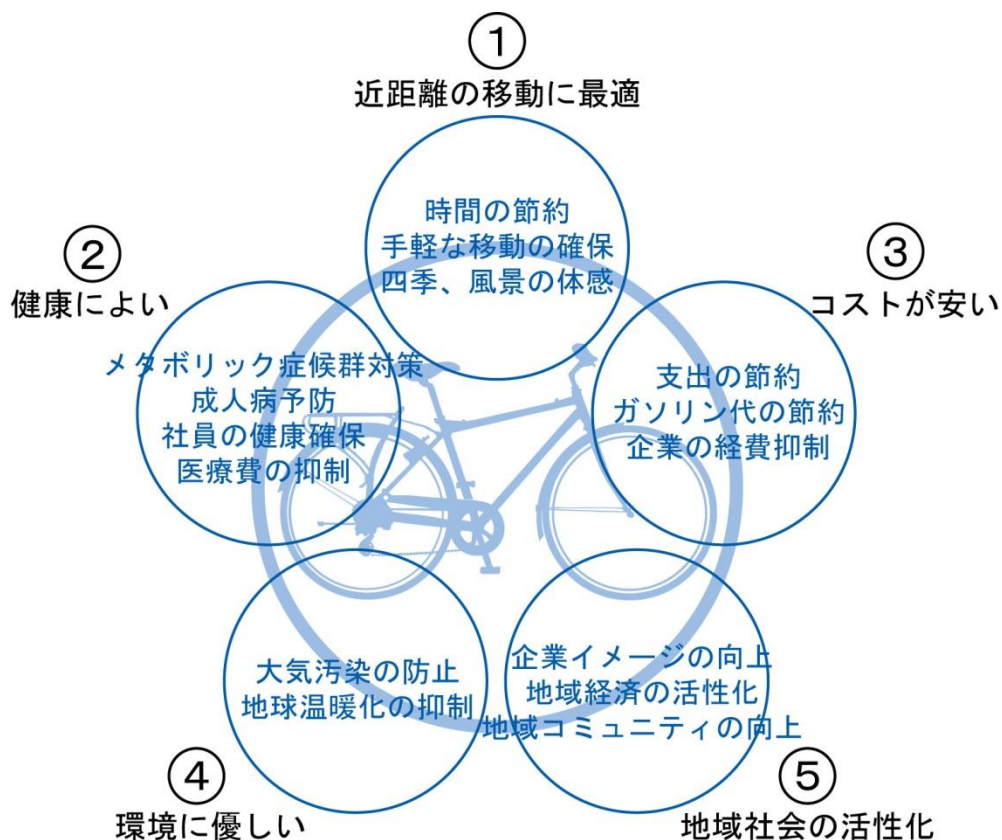 ①
近距離の移動に最適
時間の節約
手軽な移動の確保
四季、風景の体感
②
健康によい
メタボリック症候群対策
成人病予防
社員の健康確保
医療費の抑制
③
コストが安い
支出の節約
ガソリン代の節約
企業の経費抑制
④
環境に優しい
大気汚染の防止
地球温暖化の抑制
⑤
地域社会の活性化
企業イメージの向上
地域経済の活性化
地域コミュニティの向上